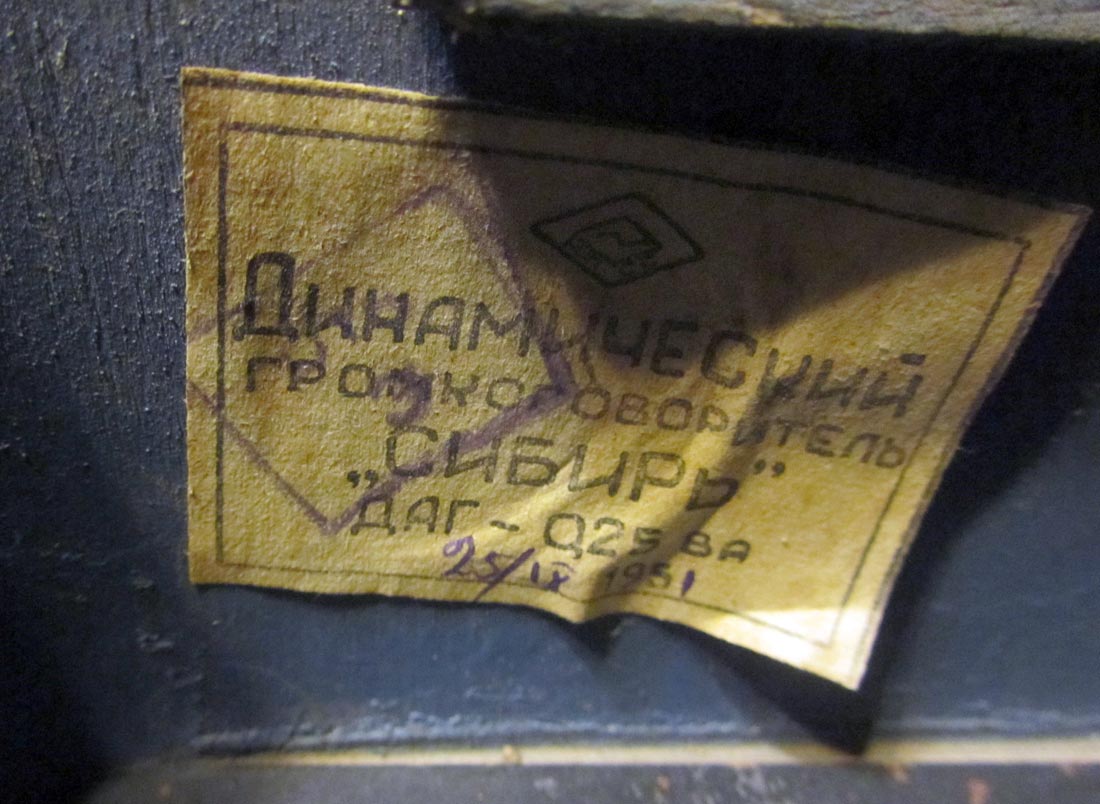 ДИНАМИЧЕСКИЙ
ГРОМКОГОВОРИТЕЛЬ
„СИБИРЬ”
ДАГ - 0,25 ВА
25/IX 1951